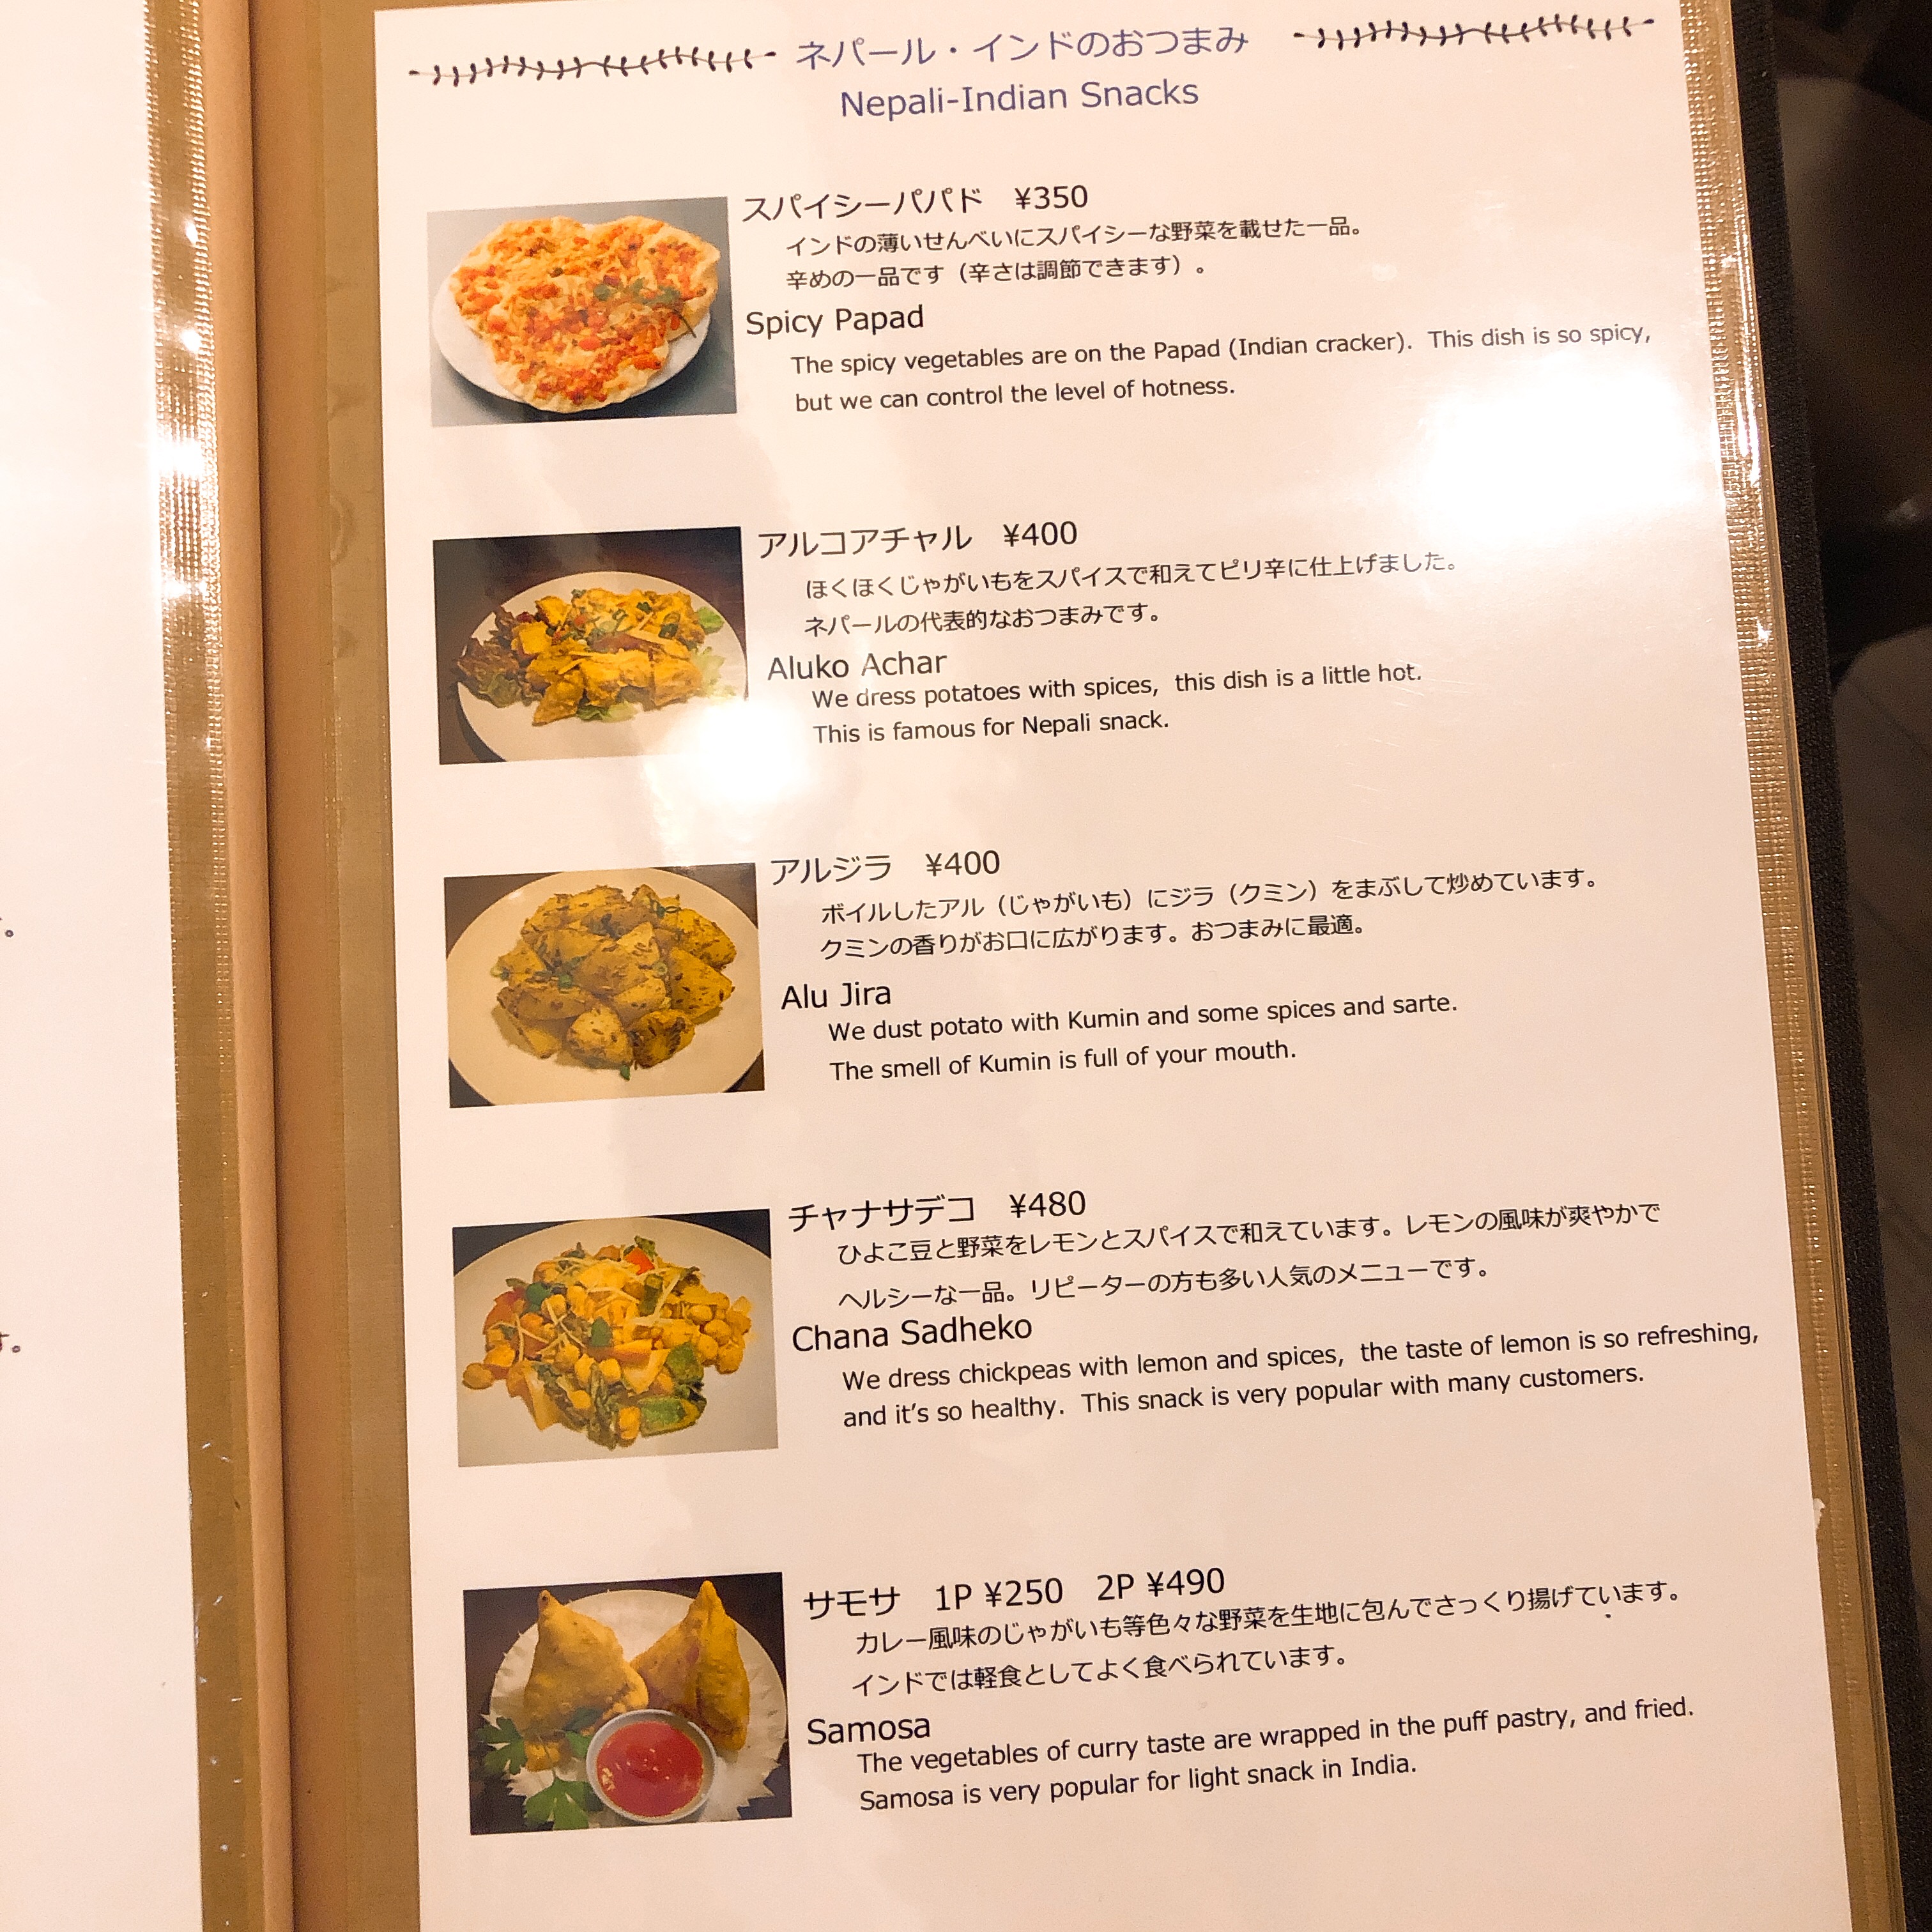 ネパール・インドのおつまみ
Nepali-Indian Snacks
スパイシーパパド ¥350
インドの薄いせんべいにスパイシーな野菜を載せた一品。
辛めの一品です（辛さは調節できます）。
Spicy Papad
The spicy vegetables are on the Papad (Indian cracker). This dish is so spicy,
but we can control the level of hotness.
アルコアチャル ¥400
ほくほくじゃがいもをスパイスで和えてピリ辛に仕上げました。
ネパールの代表的なおつまみです。
Aluko Achar
We dress potatoes with spices, this dish is a little hot.
This is famous for Nepali snack.
アルジラ ¥400
ボイルしたアル（じゃがいも）にジラ（クミン）をまぶして炒めています。
クミンの香りがお口に広がります。おつまみに最適。
Alu Jira
We dust potato with Kumin and some spices and sarte.
The smell of Kumin is full of your mouth.
チャナサデコ ¥480
ひよこ豆と野菜をレモンとスパイスで和えています。レモンの風味が爽やかで
ヘルシーな一品。リピーターの方も多い人気のメニューです。
Chana Sadheko
We dress chickpeas with lemon and spices, the taste of lemon is so refreshing,
and it's so healthy. This snack is very popular with many customers.
サモサ 1P ¥250 2P ¥490
カレー風味のじゃがいも等色々な野菜を生地に包んでさっくり揚げています。
インドでは軽食としてよく食べられています。
Samosa
The vegetables of curry taste are wrapped in the puff pastry, and fried.
Samosa is very popular for light snack in India.